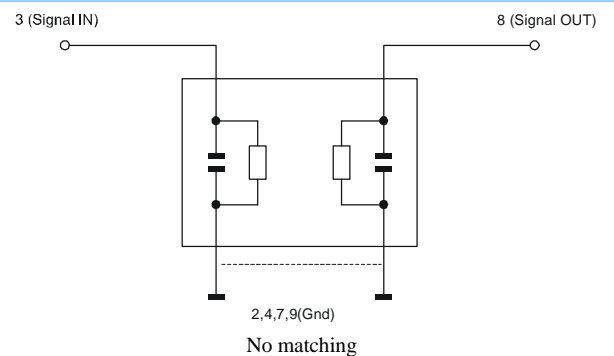 3 (Signal IN)
8 (Signal OUT)
2,4,7,9(Gnd)
No matching